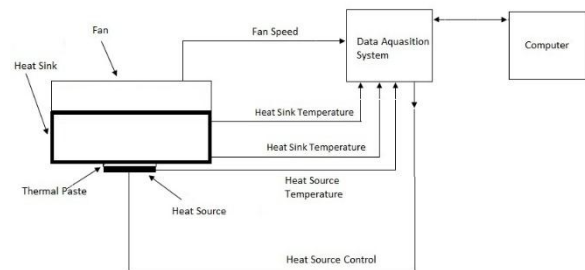 Fan
Fan Speed
Data Aquasition
System
Computer
Heat Sink
Heat Sink Temperature
Heat Sink Temperature
Thermal Paste
Heat Source
Heat Source
Temperature
Heat Source Control